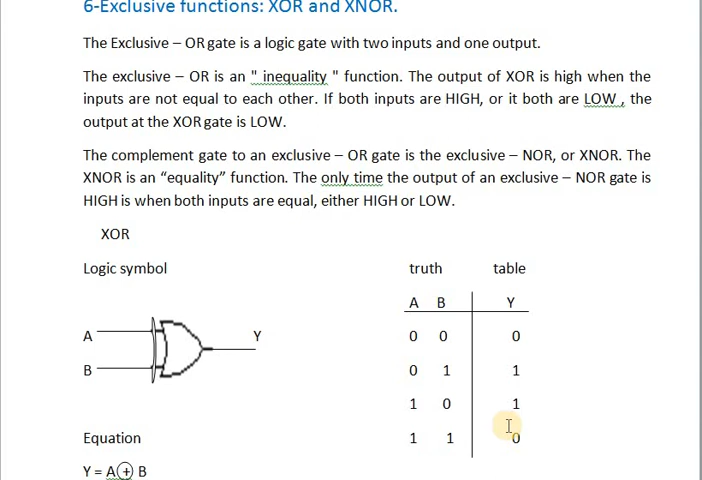 6-Exclusive functions: XOR and XNOR.
The Exclusive – OR gate is a logic gate with two inputs and one output.
The exclusive – OR is an " inequality " function. The output of XOR is high when the
inputs are not equal to each other. If both inputs are HIGH, or it both are LOW , the
output at the XOR gate is LOW.
The complement gate to an exclusive – OR gate is the exclusive – NOR, or XNOR. The
XNOR is an “equality” function. The only time the output of an exclusive – NOR gate is
HIGH is when both inputs are equal, either HIGH or LOW.
XOR
Logic symbol truth table
A B Y
A Y 0 0 0
B 0 1 1
1 0 1
Equation 1 1 0
Y = A⊕ B